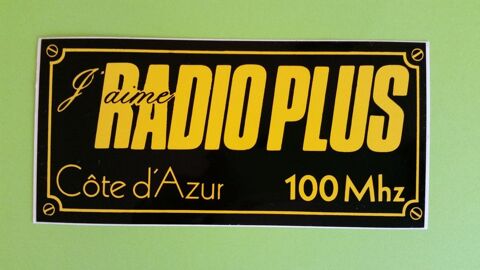 J'aime RADIO PLUS
Côte d'Azur 100 Mhz